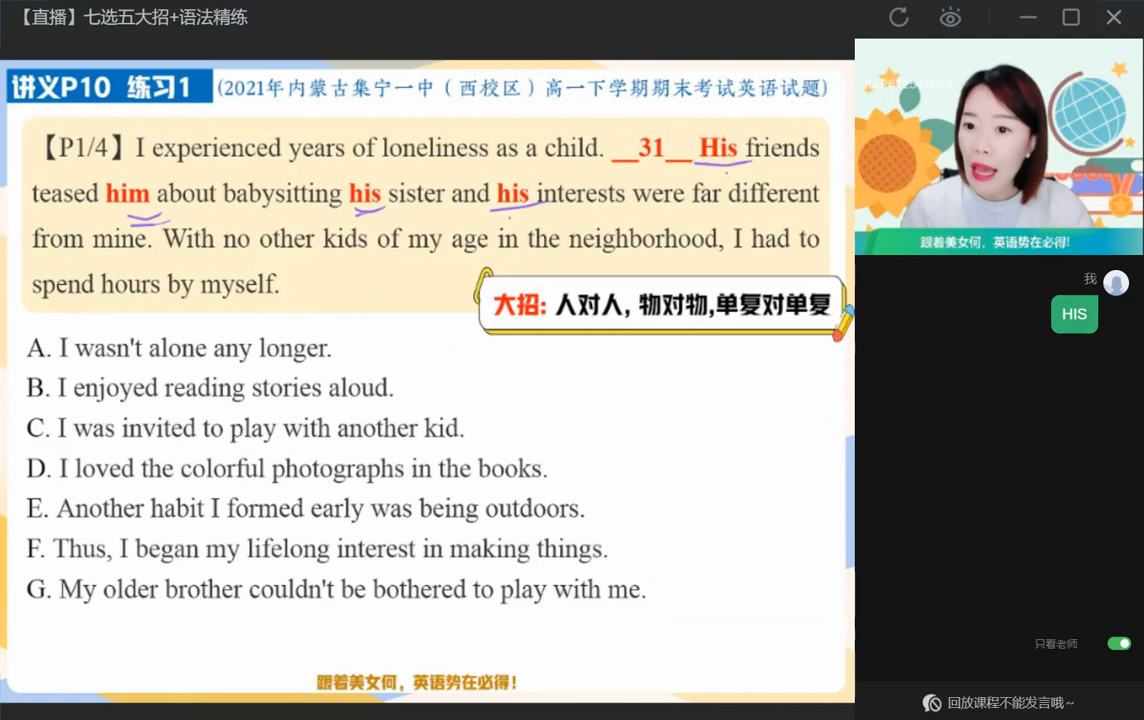 【直播】七选五大招+语法精练
讲义P10 练习1 (2021年内蒙古集宁一中（西校区）高一下学期期末考试英语试题)
【P1/4】I experienced years of loneliness as a child. __31__ His friends
teased him about babysitting his sister and his interests were far different
from mine. With no other kids of my age in the neighborhood, I had to
spend hours by myself.
大招: 人对人, 物对物,单复对单复
A. I wasn't alone any longer.
B. I enjoyed reading stories aloud.
C. I was invited to play with another kid.
D. I loved the colorful photographs in the books.
E. Another habit I formed early was being outdoors.
F. Thus, I began my lifelong interest in making things.
G. My older brother couldn't be bothered to play with me.
跟着美女何，英语势在必得！
跟着美女何，英语势在必得!
我
HIS
只看老师
回放课程不能发言哦～